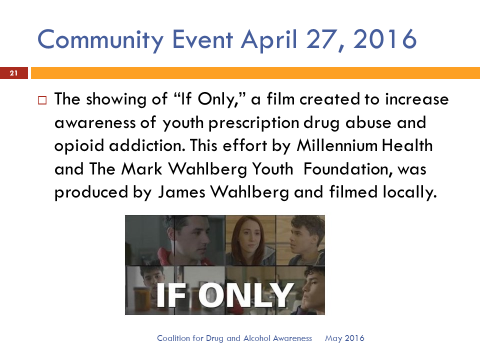 Community Event April 27, 2016
21
The showing of “If Only,” a film created to increase
awareness of youth prescription drug abuse and
opioid addiction. This effort by Millennium Health
and The Mark Wahlberg Youth Foundation, was
produced by James Wahlberg and filmed locally.
IF ONLY
Coalition for Drug and Alcohol Awareness May 2016